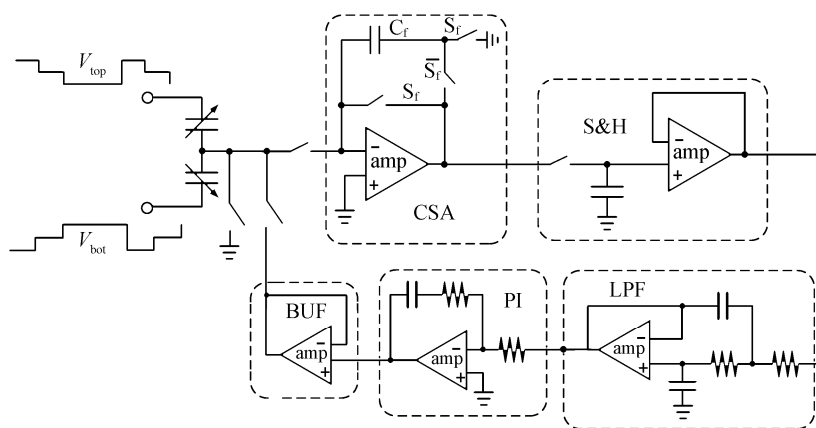 V_top
V_bot
C_f
S_f
S̅_f
S_f
amp
-
+
CSA
S&H
amp
-
+
BUF
amp
-
+
PI
amp
-
+
LPF
amp
-
+